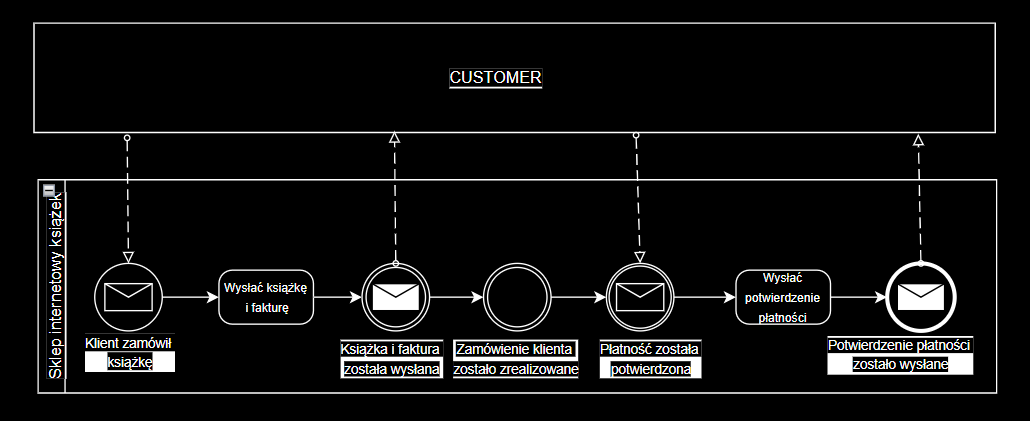 CUSTOMER
Sklep internetowy książek
Wysłać książkę
i fakturę
Wysłać
potwierdzenie
płatności
Klient zamówił
książkę
Książka i faktura
została wysłana
Zamówienie klienta
zostało zrealizowane
Płatność została
potwierdzona
Potwierdzenie płatności
zostało wysłane